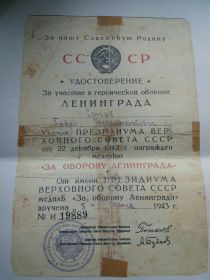 За нашу Советскую Родину
СССР
УДОСТОВЕРЕНИЕ
За участие в героической обороне
ЛЕНИНГРАДА
Указом ПРЕЗИДИУМА ВЕР-
ХОВНОГО СОВЕТА СССР
от 22 декабря 1942 г. награжден
медалью
«ЗА ОБОРОНУ ЛЕНИНГРАДА»
От имени ПРЕЗИДИУМА
ВЕРХОВНОГО СОВЕТА СССР
медаль «За оборону Ленинграда»
вручена 1943 г.
№ И 19889